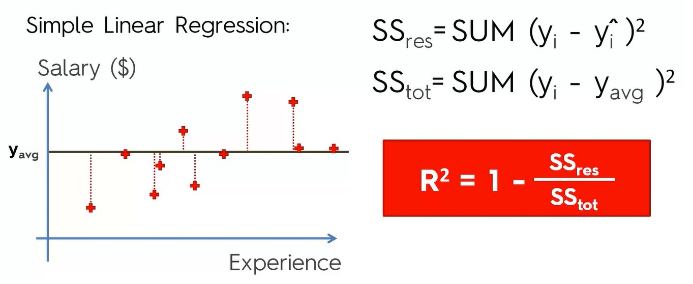 Simple Linear Regression:
Salary ($)
yavg
Experience
SSres= SUM (yi - yi^ )²
SStot= SUM (yi - yavg )²
R² = 1 - SSres
SStot